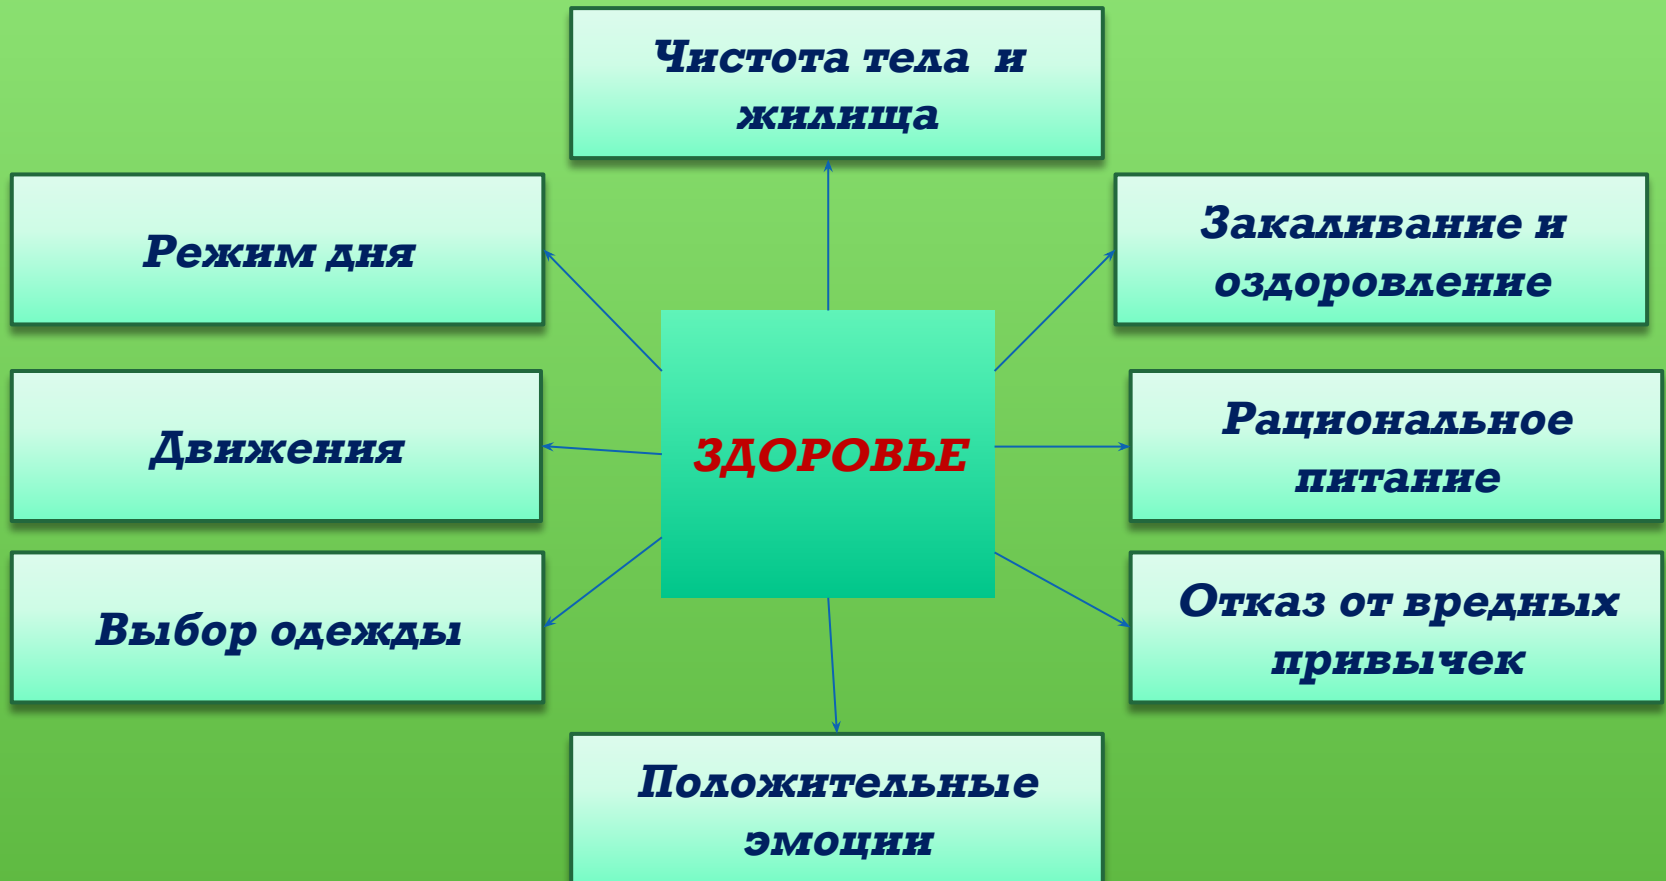 Чистота тела и
жилища
Режим дня
Закаливание и
оздоровление
Движения
ЗДОРОВЬЕ
Рациональное
питание
Выбор одежды
Отказ от вредных
привычек
Положительные
эмоции